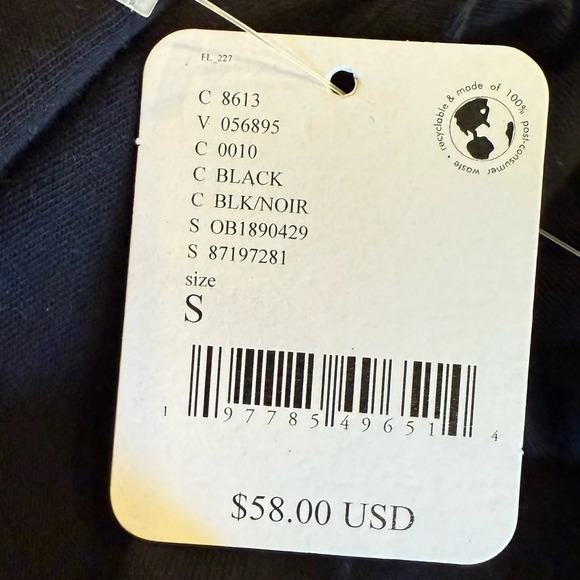 FL_227
recyclable & made of 100% post-consumer waste •
C 8613
V 056895
C 0010
C BLACK
C BLK/NOIR
S OB1890429
S 87197281
size
S
1 97785 49651 4
$58.00 USD